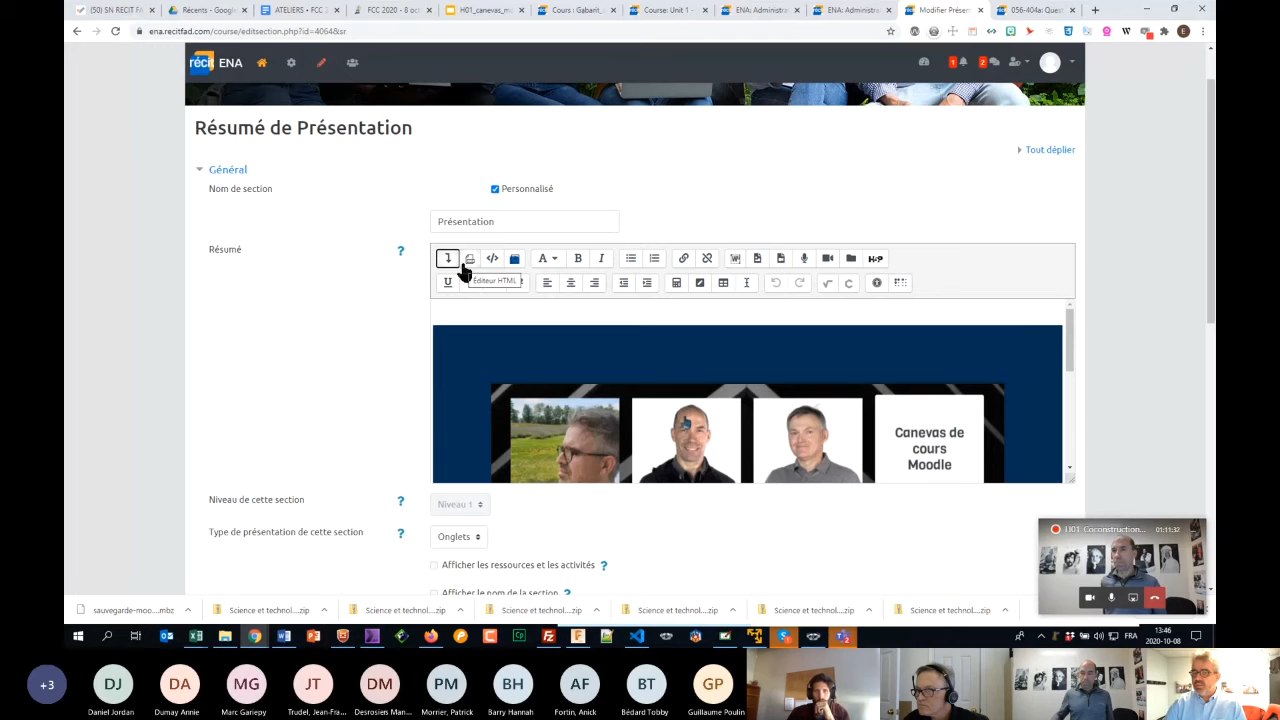 (50) SN RECIT FA
Récents - Google
ATELIERS • FCC 2
FCC 2020 - 8 oct
H01_canevas_mo
Cours : Gabarit_
Course: Unit 1 -
ENA: Administra
ENA: Administra
Modifier Présen
056-404a: Quest
ena.recitfad.com/course/editsection.php?id=4064&sr
E
récit ENA
1
2
Résumé de Présentation
Tout déplier
Général
Nom de section
Personnalisé
Présentation
Résumé
?
A
B
I
H-P
U
Éditeur HTML
Canevas de
cours
Moodle
Niveau de cette section
?
Niveau 1
Type de présentation de cette section
?
Onglets
Afficher les ressources et les activités
?
Afficher le nom de la section
?
U01 Coconstruction...
01:11:32
sauvegarde-moo....mbz
Science et technol....zip
Science et technol....zip
Science et technol....zip
Science et technol....zip
Science et technol....zip
Science et technol....zip
FRA
13:46
2020-10-08
+3
DJ
DA
MG
JT
DM
PM
BH
AF
BT
GP
Daniel Jordan
Dumay Annie
Marc Gariepy
Trudel, Jean-Fra...
Desrosiers Man...
Morrier, Patrick
Barry Hannah
Fortin, Anick
Bédard Tobby
Guillaume Poulin